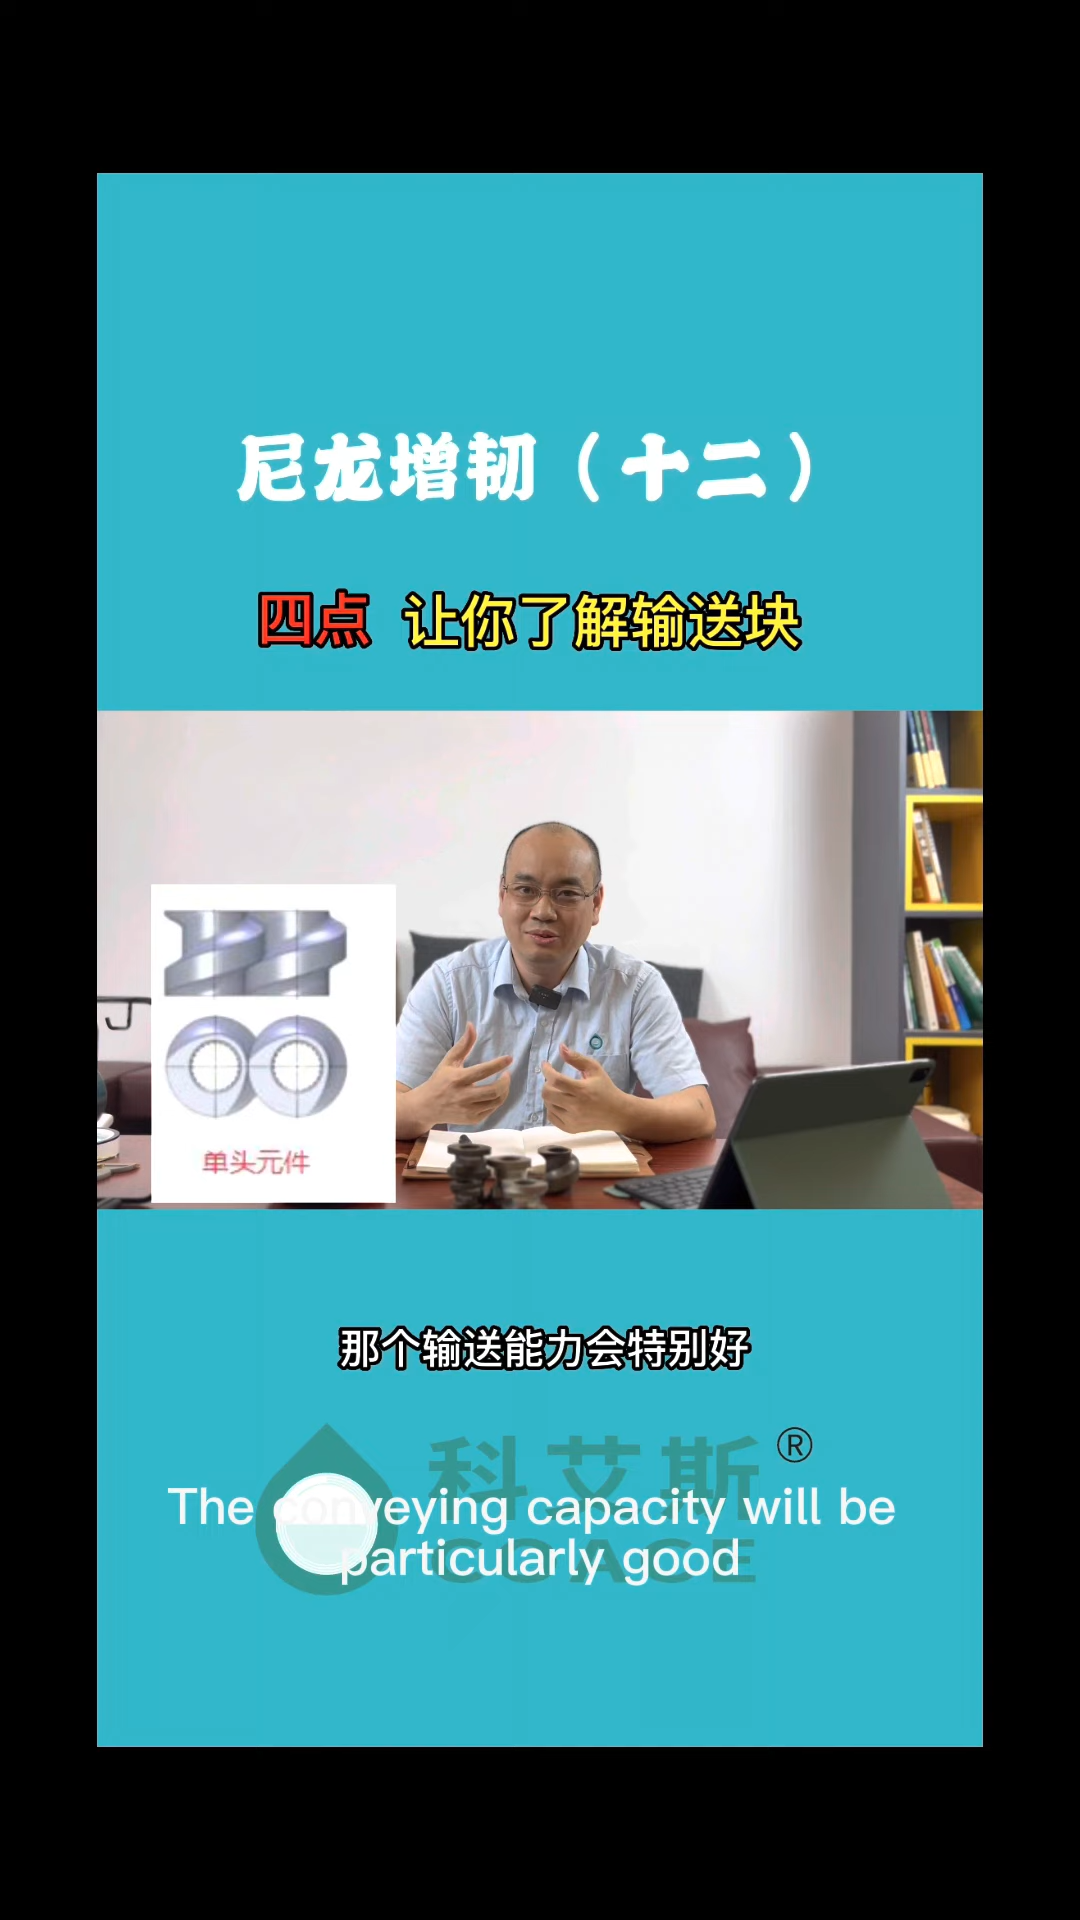 尼龙增韧（十二）
四点 让你了解输送块
单头元件
那个输送能力会特别好
科艾斯®
The conveying capacity will be
particularly good
COACE